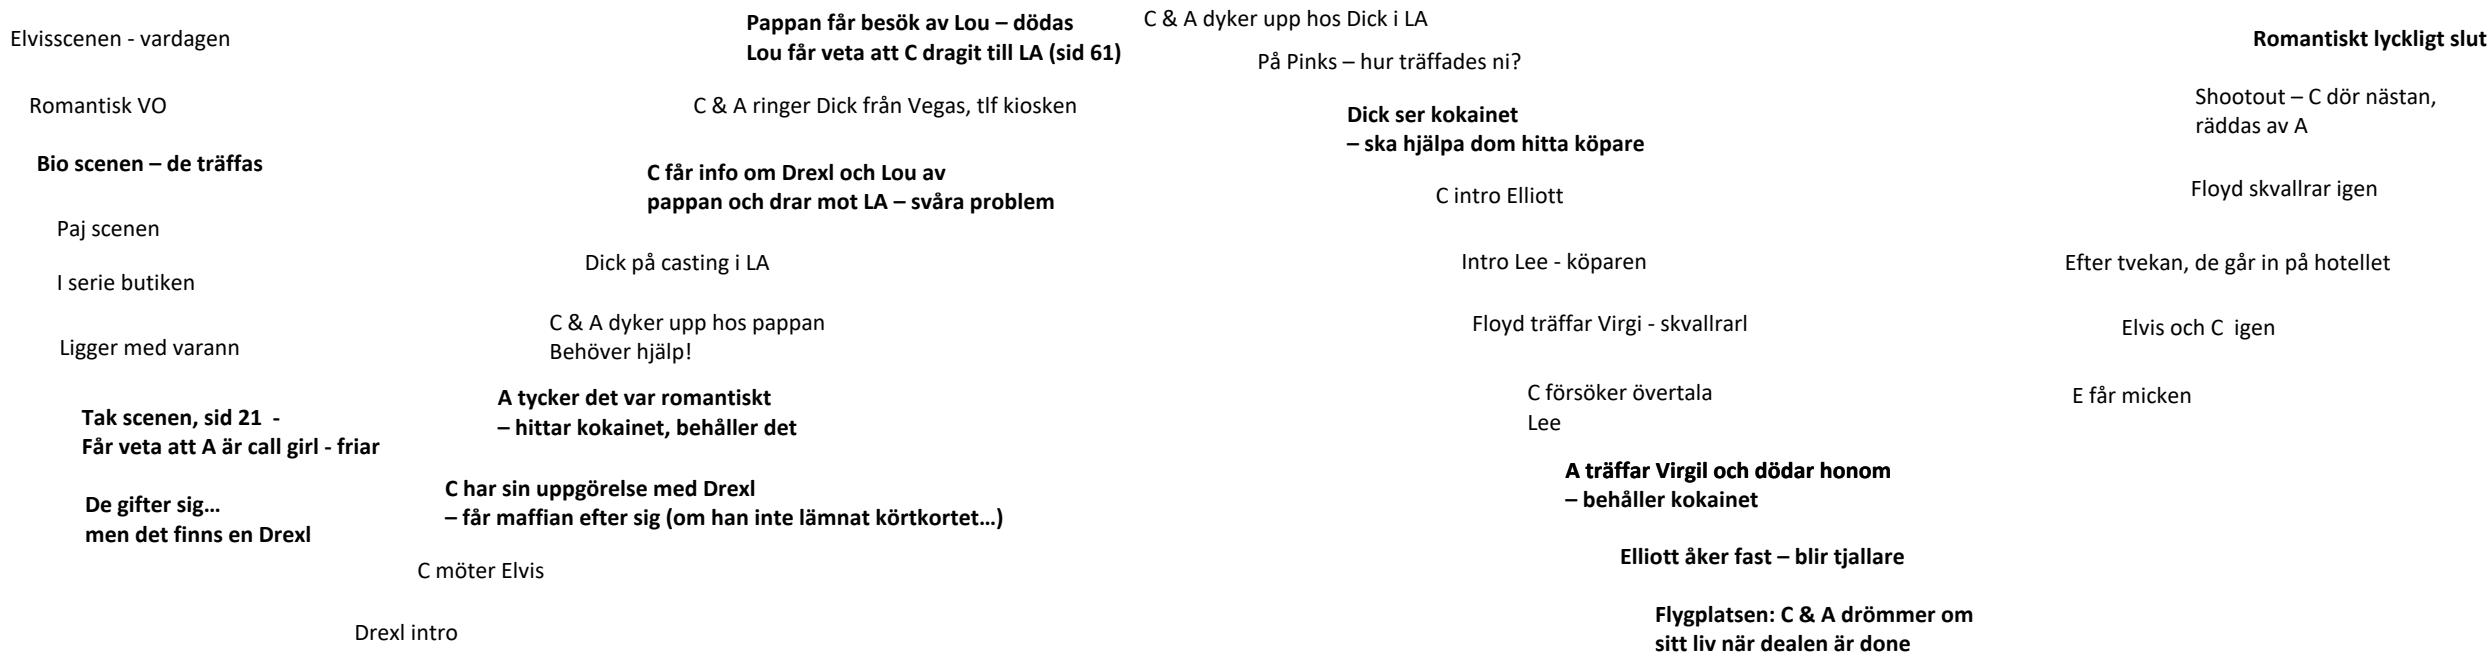 Elvisscenen - vardagen
Romantisk VO
Bio scenen – de träffas
Paj scenen
I serie butiken
Ligger med varann
Tak scenen, sid 21  -
Får veta att A är call girl - friar
De gifter sig…
men det finns en Drexl
Drexl intro
C möter Elvis
C har sin uppgörelse med Drexl
– får maffian efter sig (om han inte lämnat körtkortet…)
A tycker det var romantiskt
– hittar kokainet, behåller det
C & A dyker upp hos pappan
Behöver hjälp!
Dick på casting i LA
C får info om Drexl och Lou av
pappan och drar mot LA – svåra problem
C & A ringer Dick från Vegas, tlf kiosken
Pappan får besök av Lou – dödas
Lou får veta att C dragit till LA (sid 61)
C & A dyker upp hos Dick i LA
På Pinks – hur träffades ni?
Dick ser kokainet
– ska hjälpa dom hitta köpare
C intro Elliott
Intro Lee - köparen
Floyd träffar Virgi - skvallrarl
C försöker övertala
Lee
A träffar Virgil och dödar honom
– behåller kokainet
Elliott åker fast – blir tjallare
Flygplatsen: C & A drömmer om
sitt liv när dealen är done
E får micken
Elvis och C  igen
Efter tvekan, de går in på hotellet
Floyd skvallrar igen
Shootout – C dör nästan,
räddas av A
Romantiskt lyckligt slut